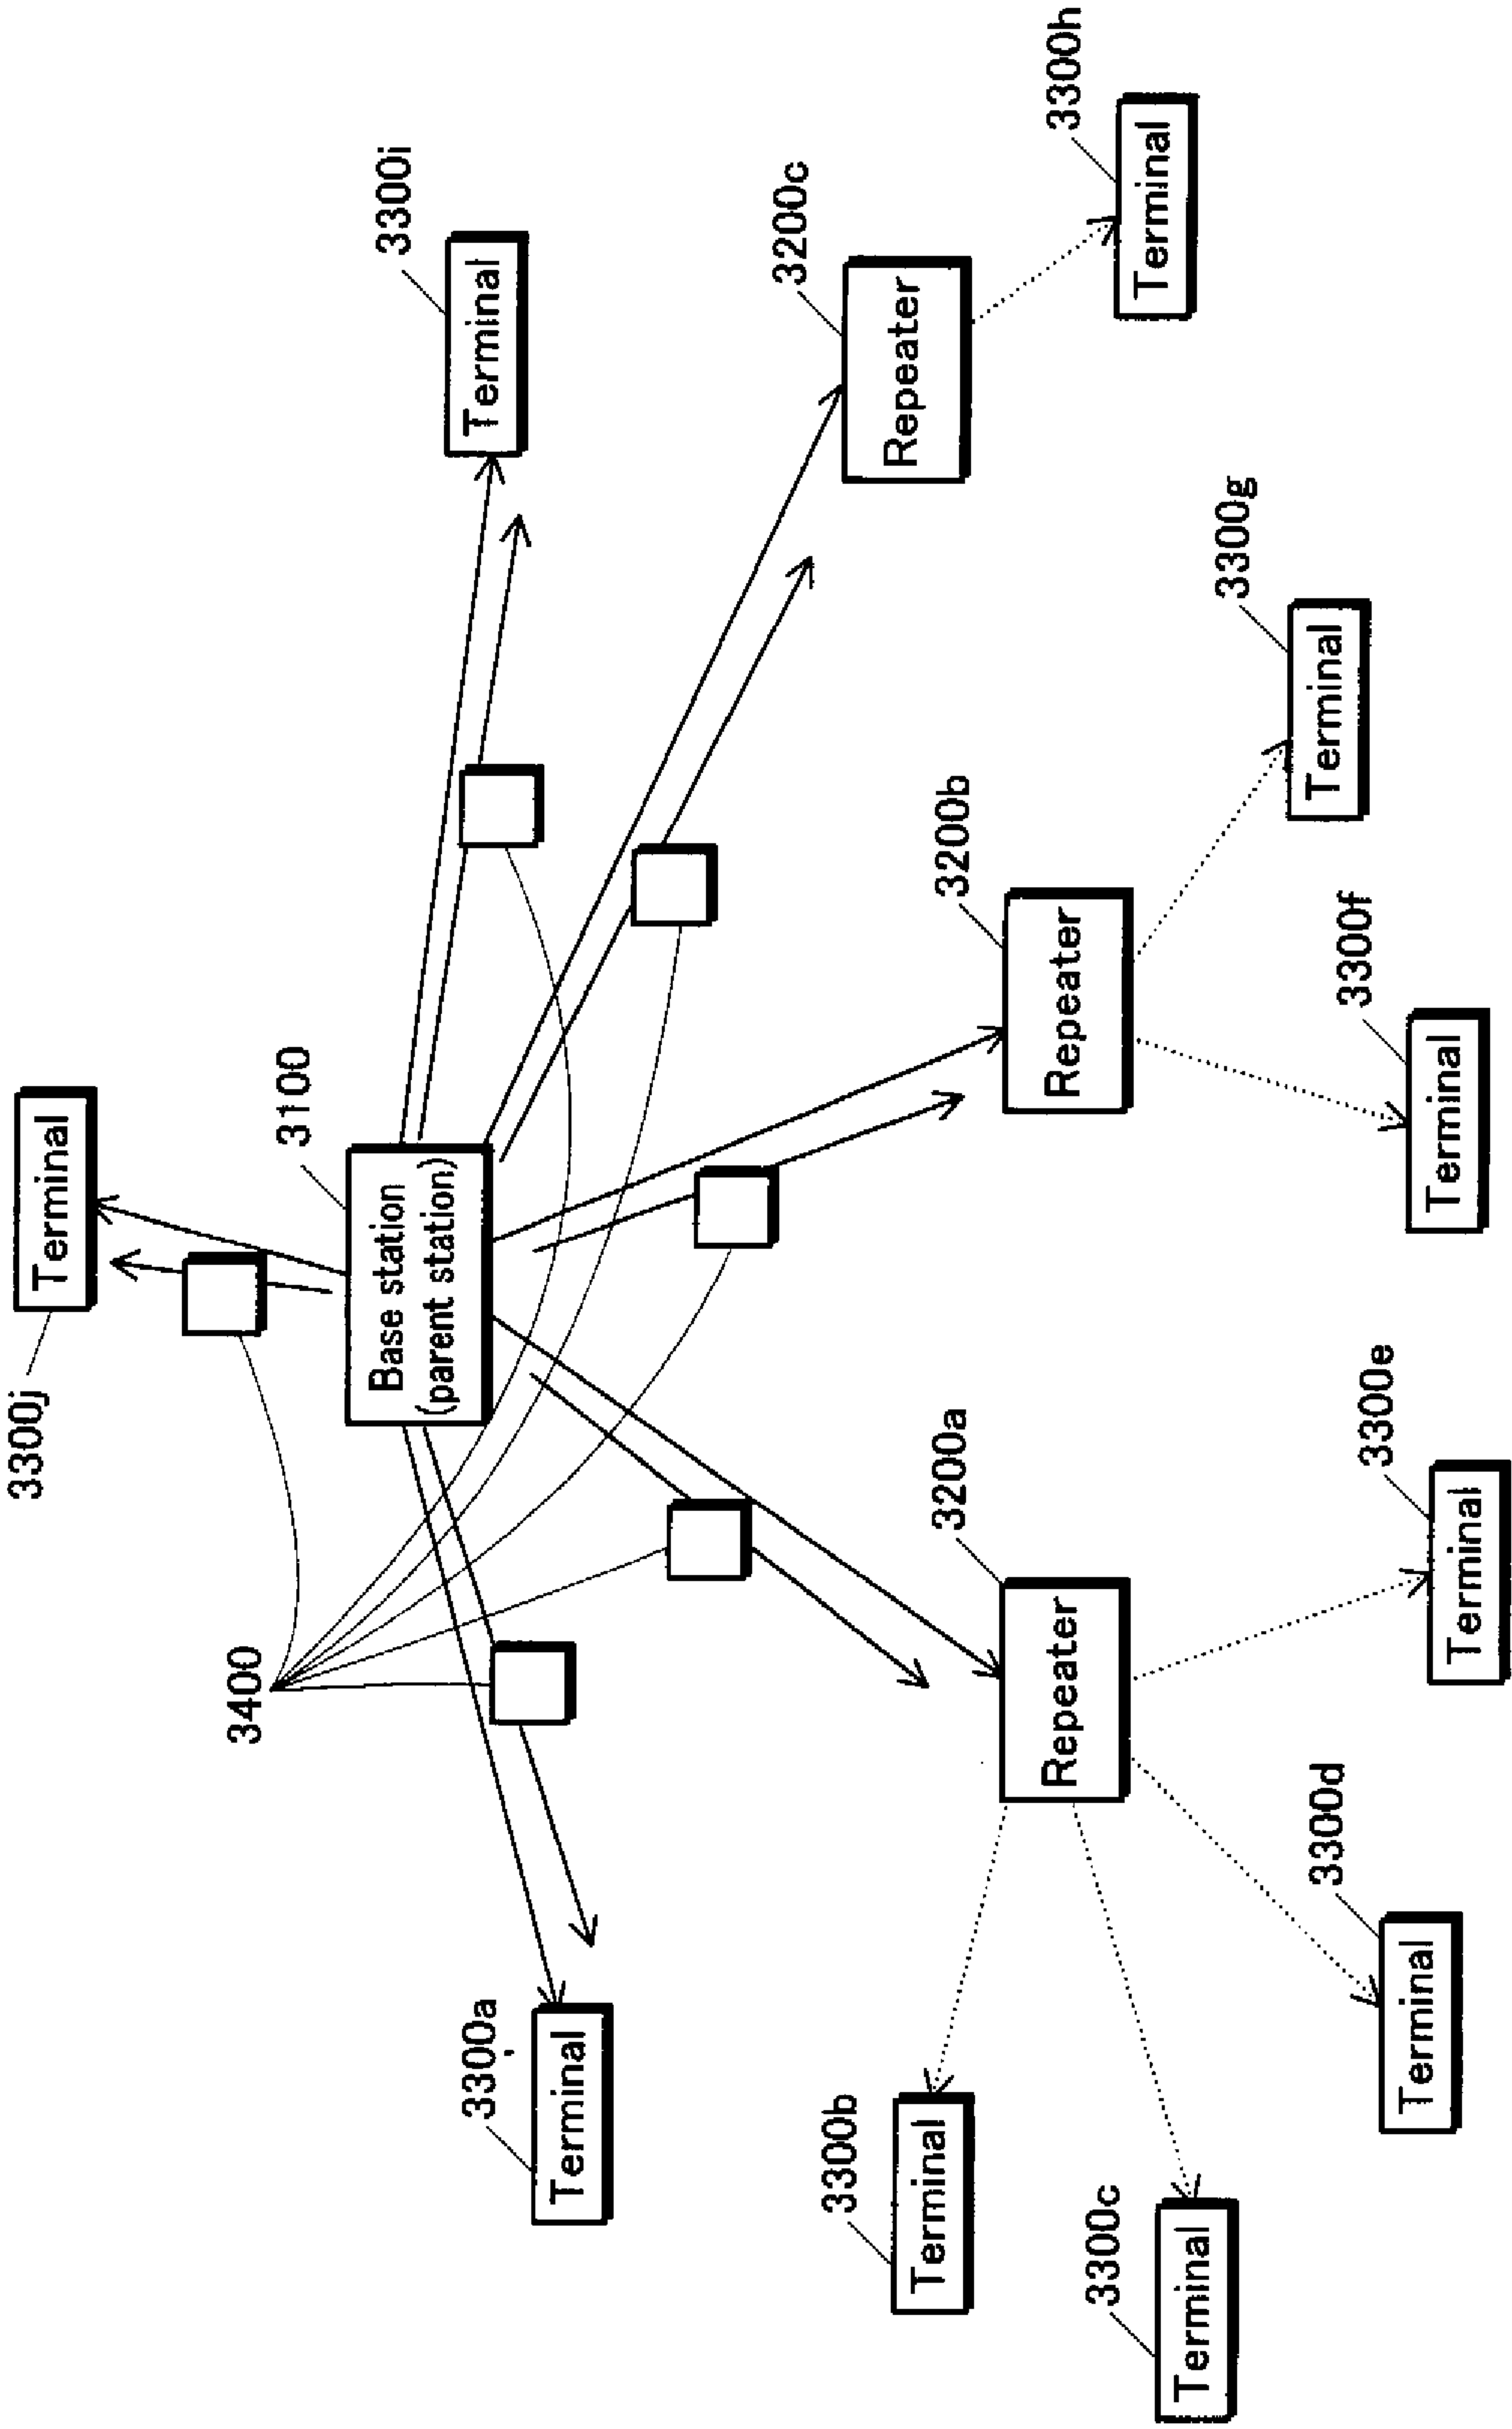 3300j
Terminal
3100
Base station
(parent station)
3400
3300i
Terminal
3300a
Terminal
3200a
Repeater
3200b
Repeater
3200c
Repeater
3300b
Terminal
3300c
Terminal
3300d
Terminal
3300e
Terminal
3300f
Terminal
3300g
Terminal
3300h
Terminal